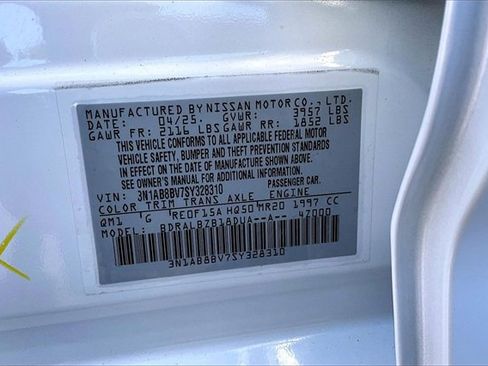 MANUFACTURED BY NISSAN MOTOR CO., LTD.
DATE: 04/25. GVWR: 3957 LBS
GAWR FR: 2116 LBS GAWR RR: 1852 LBS
THIS VEHICLE CONFORMS TO ALL APPLICABLE FEDERAL MOTOR
VEHICLE SAFETY, BUMPER AND THEFT PREVENTION STANDARDS
IN EFFECT ON THE DATE OF MANUFACTURE SHOWN ABOVE.
SEE OWNER'S MANUAL FOR ADDITIONAL INFORMATION.
VIN: 3N1AB8BV7SY328310 PASSENGER CAR.
COLOR TRIM TRANS AXLE ENGINE
QM1 G RE0F15A HQ50 MR20 1997 CC
MODEL: BDRALBZB18DUA--A-- 47000
3N1AB8BV7SY328310